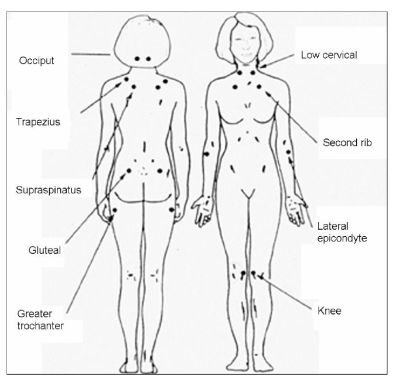 Occiput
Low cervical
Trapezius
Second rib
Supraspinatus
Lateral
epicondyte
Gluteal
Greater
trochanter
Knee